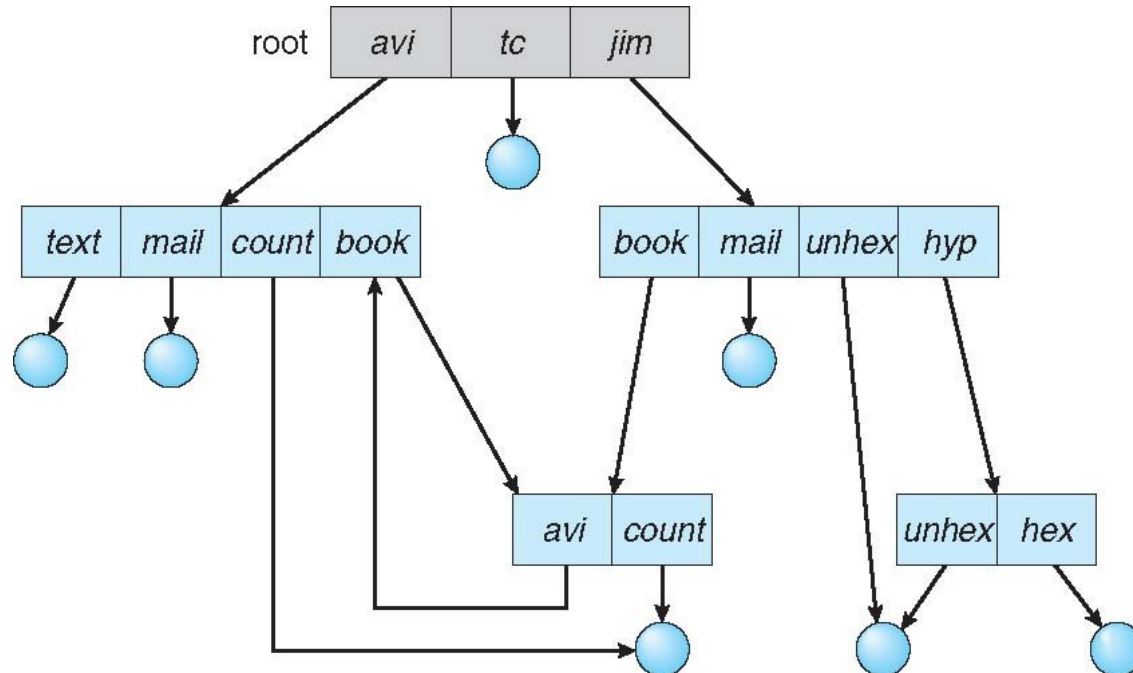 root avi tc jim
text mail count book book mail unhex hyp
avi count unhex hex